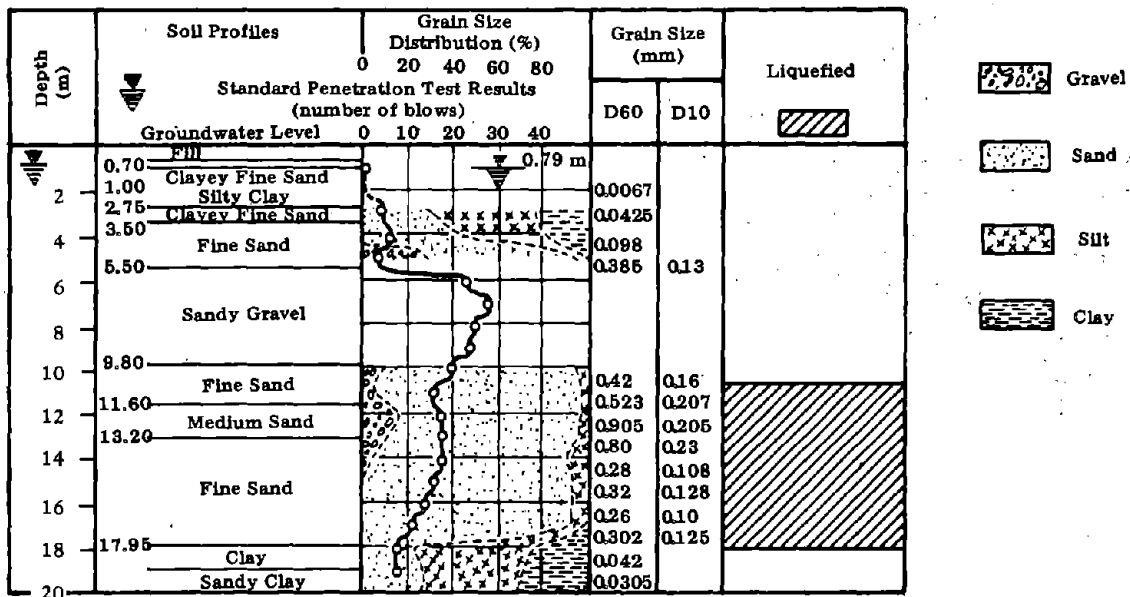 Depth (m)
Soil Profiles
Groundwater Level
Grain Size
Distribution (%)
0 20 40 60 80
Standard Penetration Test Results
(number of blows)
0 10 20 30 40
Grain Size
(mm)
D60 D10
Liquefied
Gravel
Sand
Silt
Clay
0.79 m
Fill
0.70
Clayey Fine Sand
1.00
Silty Clay
2 0.0067
2.75
Clayey Fine Sand 0.0425
3.50
4 Fine Sand 0.098
5.50 0.385 0.13
6
Sandy Gravel
8
9.80
10 Fine Sand 0.42 0.16
11.60 0.523 0.207
12 Medium Sand 0.905 0.205
13.20 0.80 0.23
14 0.28 0.108
Fine Sand 0.32 0.128
16 0.26 0.10
17.95 0.302 0.125
18 Clay 0.042
Sandy Clay 0.0305
20